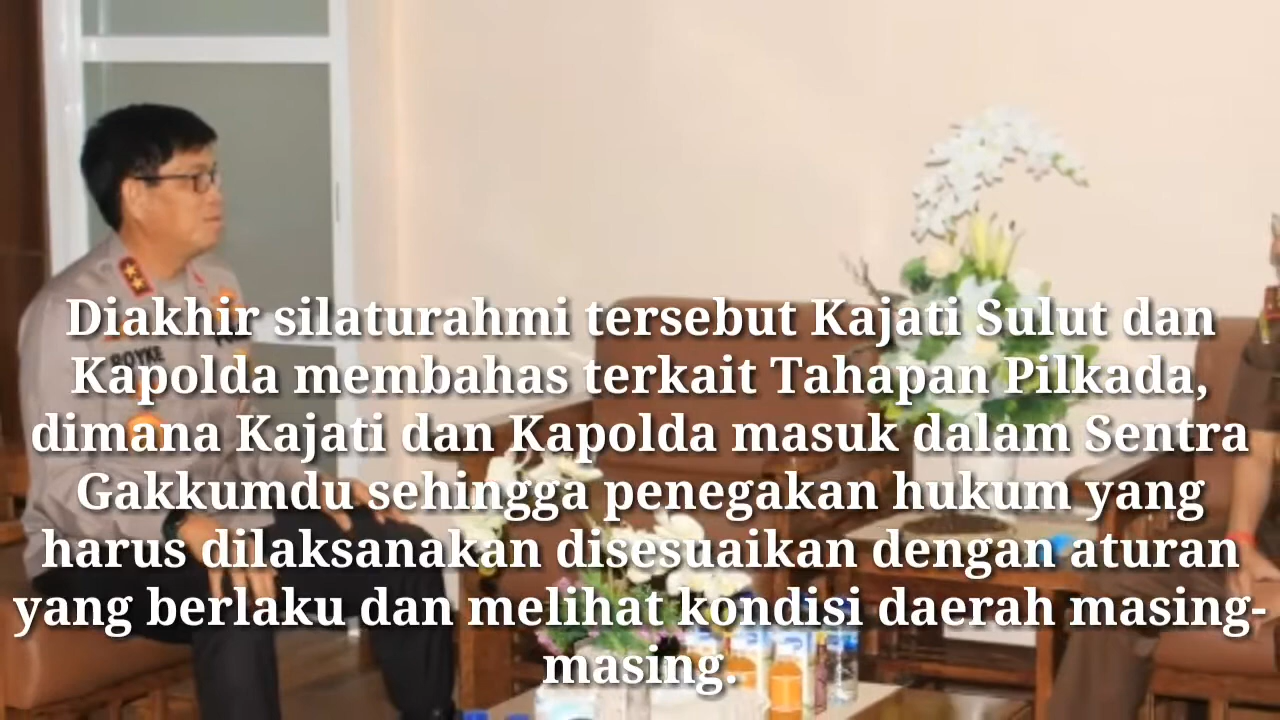 Diakhir silaturahmi tersebut Kajati Sulut dan
Kapolda membahas terkait Tahapan Pilkada,
dimana Kajati dan Kapolda masuk dalam Sentra
Gakkumdu sehingga penegakan hukum yang
harus dilaksanakan disesuaikan dengan aturan
yang berlaku dan melihat kondisi daerah masing-
masing.
BOYKE